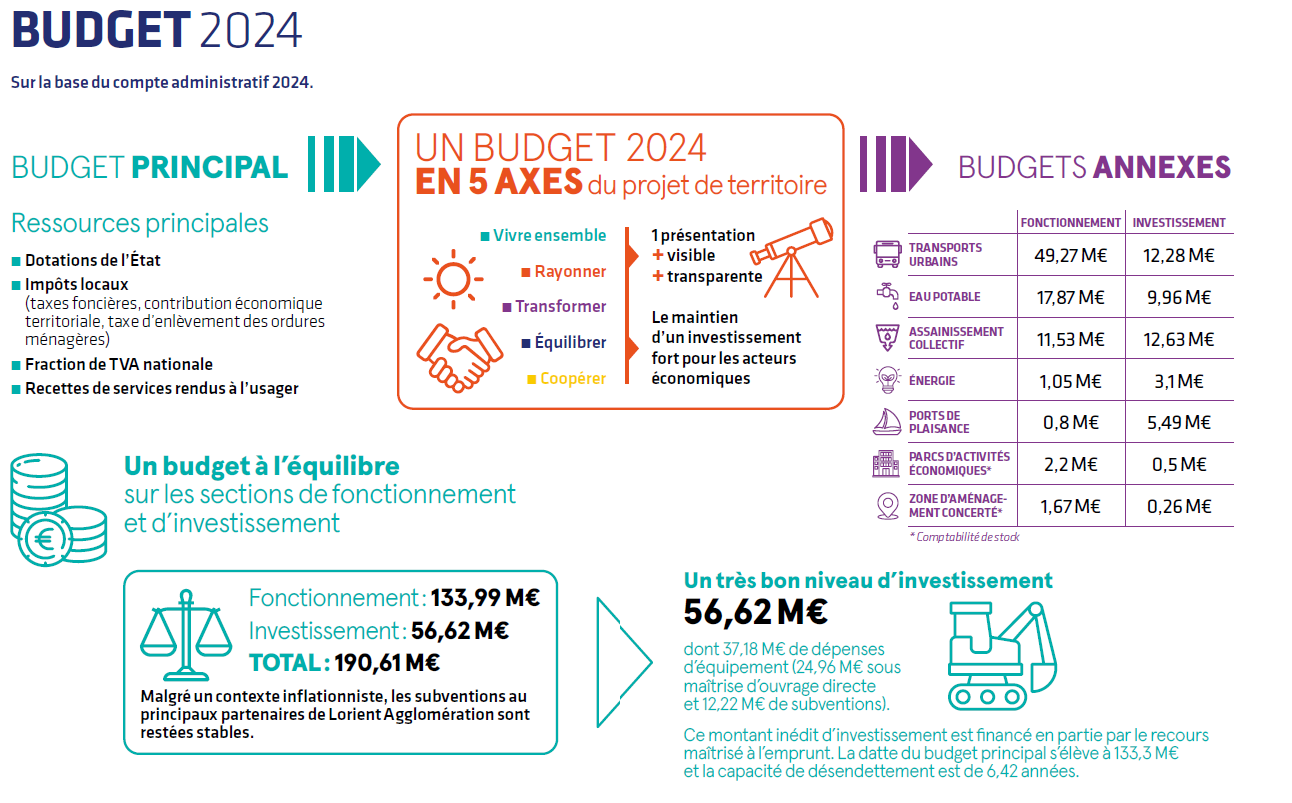 BUDGET 2024
Sur la base du compte administratif 2024.
BUDGET PRINCIPAL
Ressources principales
■ Dotations de l'État
■ Impôts locaux
(taxes foncières, contribution économique
territoriale, taxe d'enlèvement des ordures
ménagères)
■ Fraction de TVA nationale
■ Recettes de services rendus à l'usager
UN BUDGET 2024
EN 5 AXES du projet de territoire
■ Vivre ensemble
■ Rayonner
■ Transformer
■ Équilibrer
■ Coopérer
1 présentation
+ visible
+ transparente
Le maintien
d'un investissement
fort pour les acteurs
économiques
BUDGETS ANNEXES
FONCTIONNEMENT INVESTISSEMENT
TRANSPORTS
URBAINS
49,27 M€ 12,28 M€
EAU POTABLE 17,87 M€ 9,96 M€
ASSAINISSEMENT
COLLECTIF
11,53 M€ 12,63 M€
ÉNERGIE 1,05 M€ 3,1 M€
PORTS DE
PLAISANCE
0,8 M€ 5,49 M€
PARCS D'ACTIVITÉS
ÉCONOMIQUES*
2,2 M€ 0,5 M€
ZONE D'AMÉNAGE-
MENT CONCERTÉ*
1,67 M€ 0,26 M€
* Comptabilité de stock
Un budget à l'équilibre
sur les sections de fonctionnement
et d'investissement
€
Fonctionnement : 133,99 M€
Investissement : 56,62 M€
TOTAL : 190,61 M€
Malgré un contexte inflationniste, les subventions au
principaux partenaires de Lorient Agglomération sont
restées stables.
Un très bon niveau d'investissement
56,62 M€
dont 37,18 M€ de dépenses
d'équipement (24,96 M€ sous
maîtrise d'ouvrage directe
et 12,22 M€ de subventions).
Ce montant inédit d'investissement est financé en partie par le recours
maîtrisé à l'emprunt. La datte du budget principal s'élève à 133,3 M€
et la capacité de désendettement est de 6,42 années.